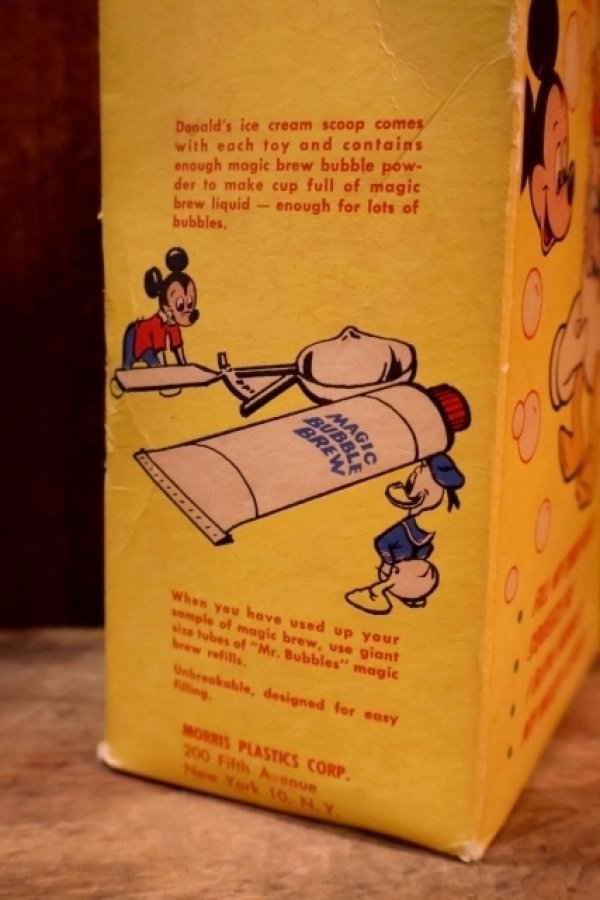 Donald's ice cream scoop comes
with each toy and contains
enough magic brew bubble pow-
der to make cup full of magic
brew liquid — enough for lots of
bubbles.
MAGIC
BUBBLE
BREW
When you have used up your
sample of magic brew, use giant
size tubes of "Mr. Bubbles" magic
brew refills.
Unbreakable, designed for easy
filling.
MORRIS PLASTICS CORP.
200 Fifth Avenue
New York 10, N.Y.